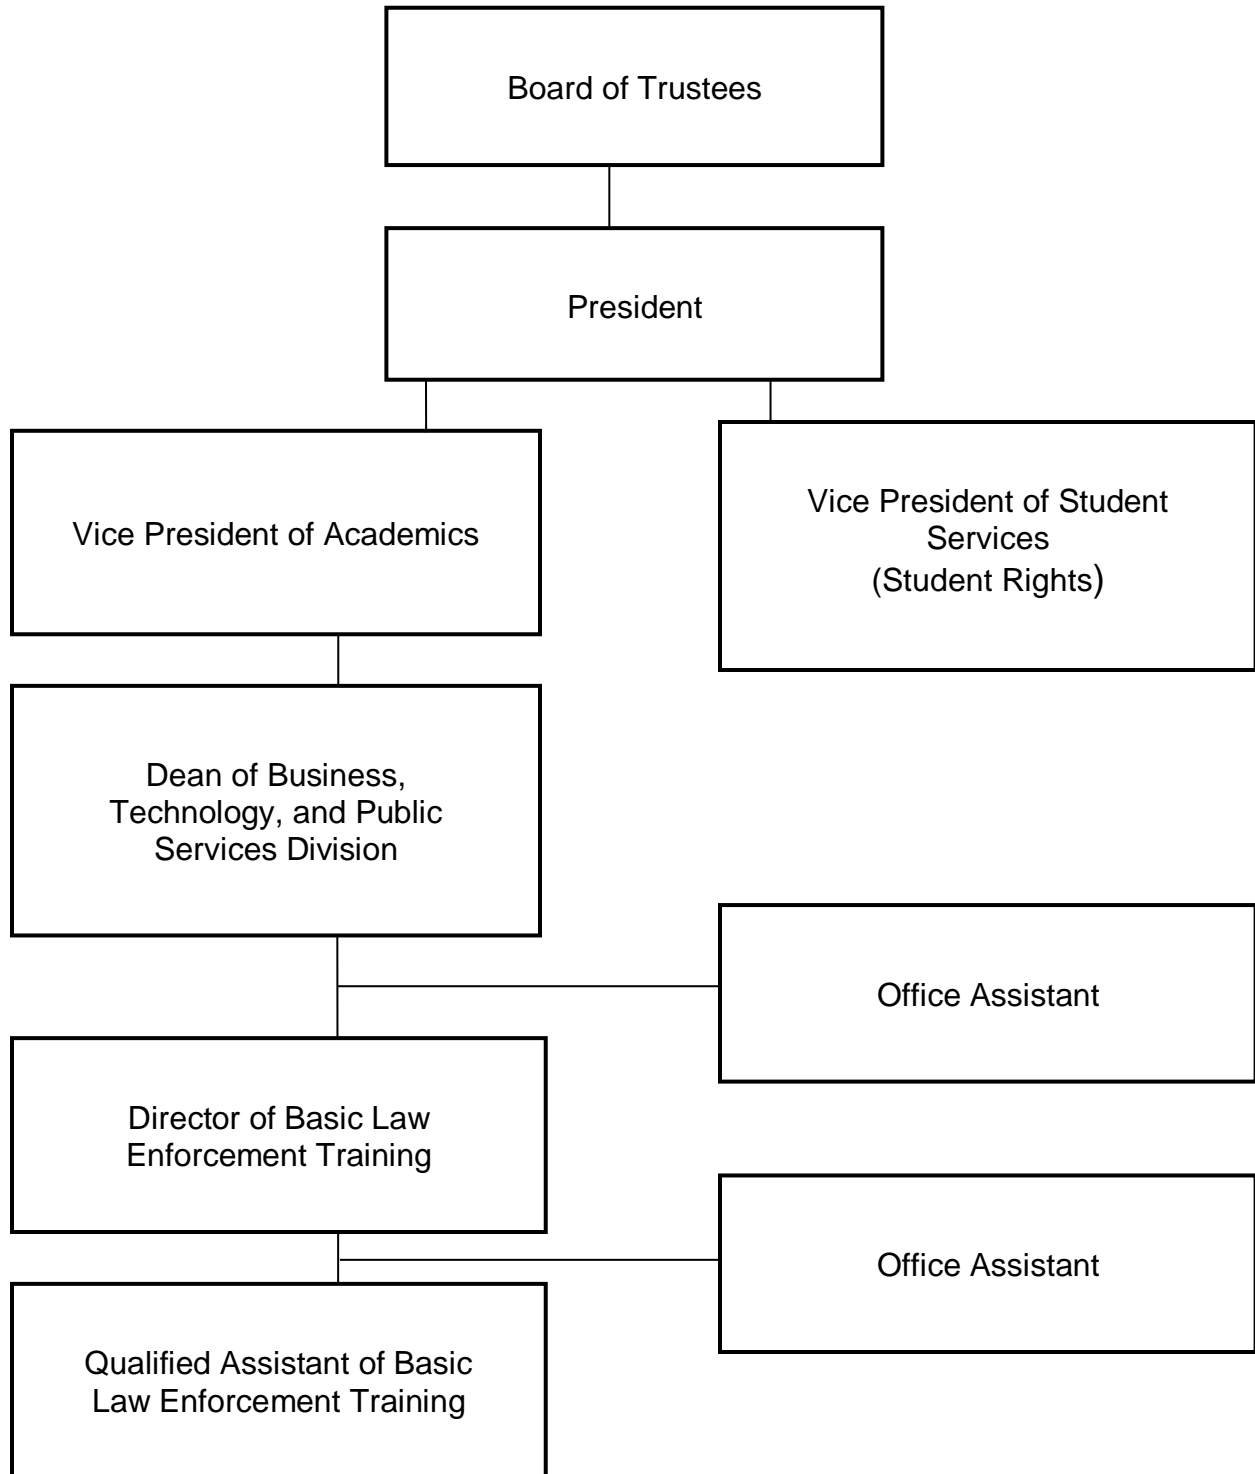 Board of Trustees
President
Vice President of Academics
Vice President of Student
Services
(Student Rights)
Dean of Business,
Technology, and Public
Services Division
Office Assistant
Director of Basic Law
Enforcement Training
Office Assistant
Qualified Assistant of Basic
Law Enforcement Training